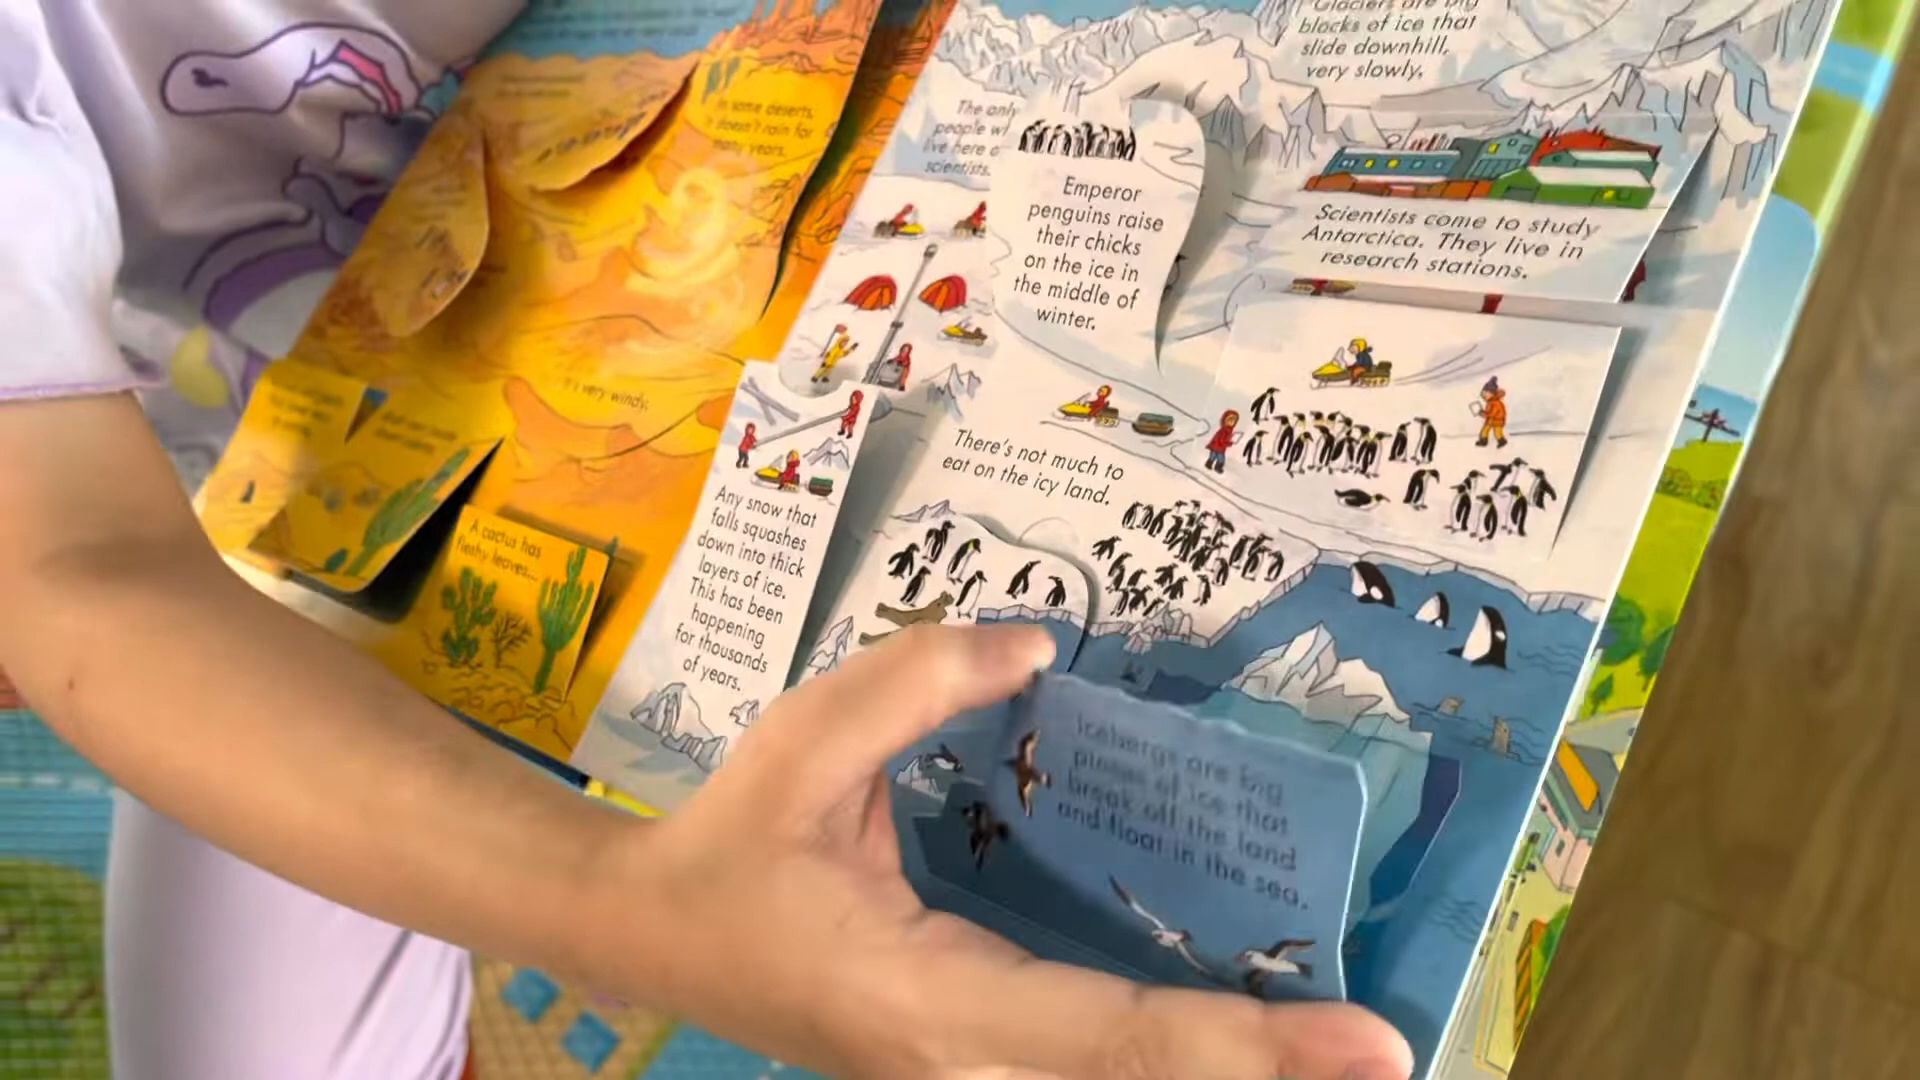 In some deserts,
it doesn't rain for
many years.
It's very windy.
A cactus has
fleshy leaves...
Glaciers are big
blocks of ice that
slide downhill,
very slowly.
The only
people w
live here a
scientists.
Emperor
penguins raise
their chicks
on the ice in
the middle of
winter.
Scientists come to study
Antarctica. They live in
research stations.
There's not much to
eat on the icy land.
Any snow that
falls squashes
down into thick
layers of ice.
This has been
happening
for thousands
of years.
Icebergs are big
pieces of ice that
break off the land
and float in the sea.